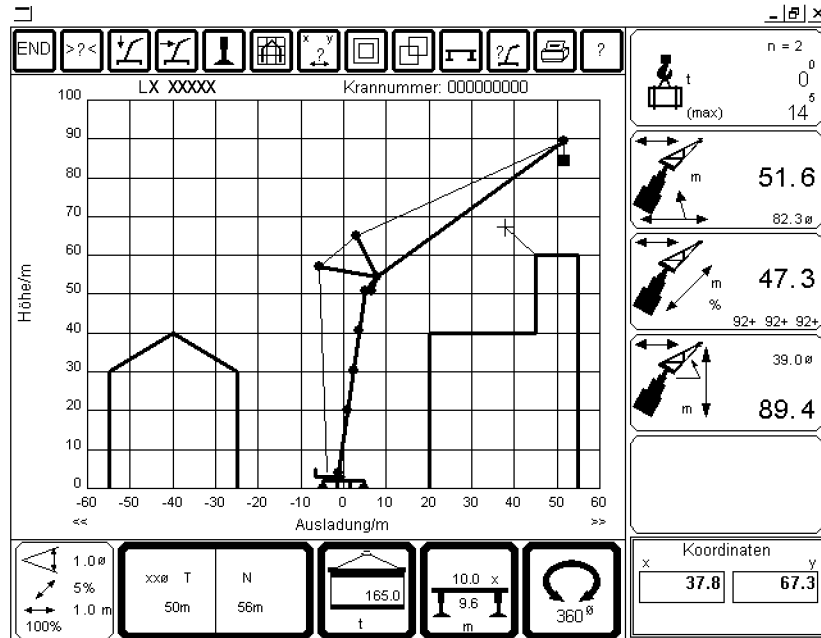 END >?< x y ? ? ?
LX XXXXX Krannummer: 000000000
Höhe/m
100
90
80
70
60
50
40
30
20
10
0
-60 -50 -40 -30 -20 -10 0 10 20 30 40 50 60
<< Ausladung/m >>
n = 2
t 0 0
(max) 14 5
m 51.6
82.3ø
m 47.3
%
92+ 92+ 92+
39.0ø
m 89.4
Koordinaten
x y
37.8 67.3
1.0ø
5%
1.0 m
100%
xxø T N
50m 56m
165.0
t
10.0 x
9.6
m
360ø